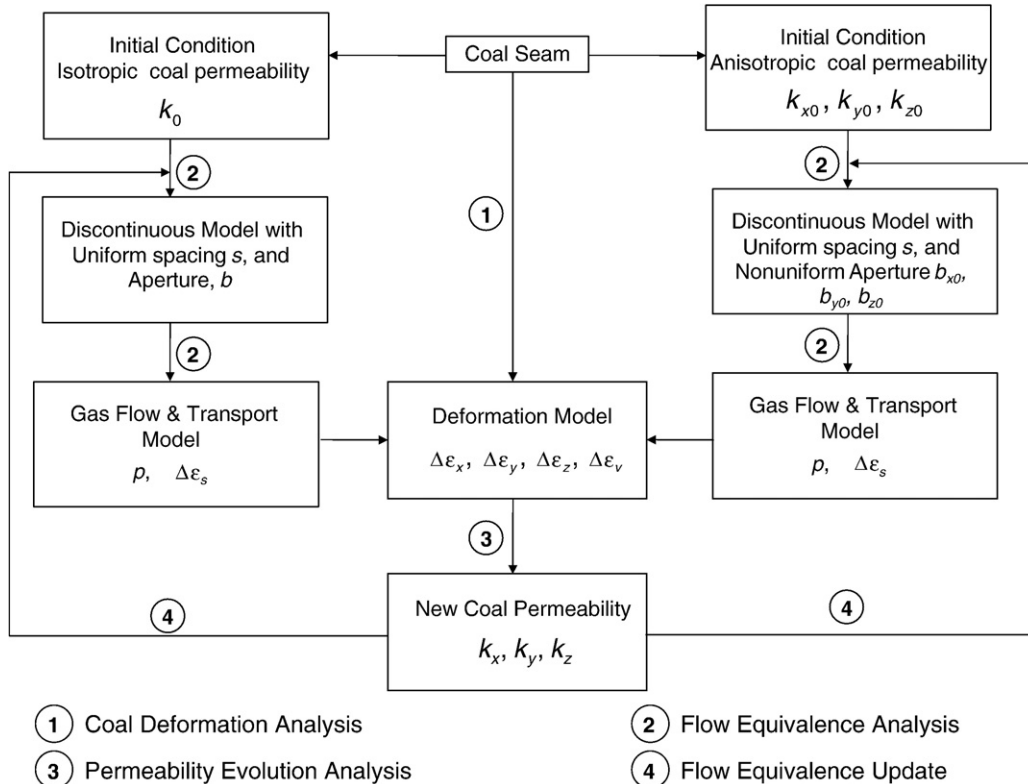 Initial Condition
Isotropic coal permeability
k0
Coal Seam
Initial Condition
Anisotropic coal permeability
kx0, ky0, kz0
2
2
1
Discontinuous Model with
Uniform spacing s, and
Aperture, b
Discontinuous Model with
Uniform spacing s, and
Nonuniform Aperture bx0,
by0, bz0
2
2
Gas Flow & Transport
Model
p, Δεs
Deformation Model
Δεx, Δεy, Δεz, Δεv
Gas Flow & Transport
Model
p, Δεs
3
4
New Coal Permeability
kx, ky, kz
4
1 Coal Deformation Analysis
2 Flow Equivalence Analysis
3 Permeability Evolution Analysis
4 Flow Equivalence Update